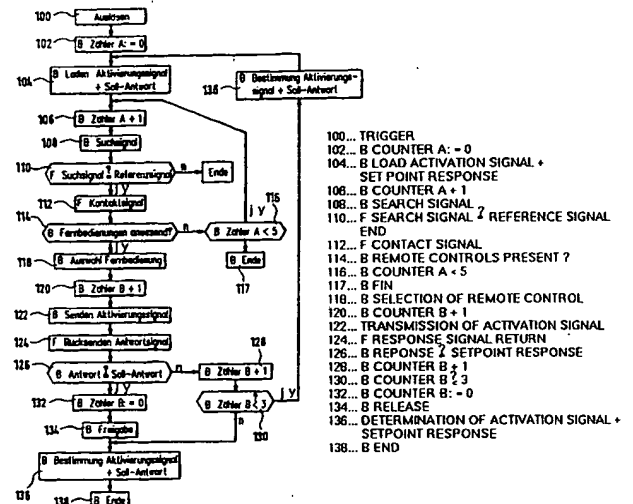 100
Auslösen
102
B Zähler A: = 0
104
B Laden Aktivierungssignal
+ Soll-Antwort
136
B Bestimmung Aktivierungs-
signal + Soll-Antwort
106
B Zähler A + 1
108
B Suchsignal
110
F Suchsignal ≟ Referenzsignal
n
Ende
j y
112
F Kontaktsignal
114
B Fernbedienungen anwesend?
n
j y
116
B Zähler A < 5
j y
B Ende
117
118
B Auswahl Fernbedienung
120
B Zähler B + 1
122
B Senden Aktivierungssignal
124
F Rücksenden Antwortsignal
126
B Antwort ≟ Soll-Antwort
n
128
B Zähler B + 1
j y
132
B Zähler B: = 0
B Zähler B ≟ 3
j y
130
n
134
B Freigabe
B Bestimmung Aktivierungssignal
+ Soll-Antwort
136
138
B Ende
100... TRIGGER
102... B COUNTER A: = 0
104... B LOAD ACTIVATION SIGNAL +
SET POINT RESPONSE
106... B COUNTER A + 1
108... B SEARCH SIGNAL
110... F SEARCH SIGNAL ≟ REFERENCE SIGNAL
END
112... F CONTACT SIGNAL
114... B REMOTE CONTROLS PRESENT ?
116... B COUNTER A < 5
117... B FIN
118... B SELECTION OF REMOTE CONTROL
120... B COUNTER B + 1
122... TRANSMISSION OF ACTIVATION SIGNAL
124... F RESPONSE SIGNAL RETURN
126... B REPONSE ≟ SETPOINT RESPONSE
128... B COUNTER B + 1
130... B COUNTER B ≟ 3
132... B COUNTER B: = 0
134... B RELEASE
136... DETERMINATION OF ACTIVATION SIGNAL +
SETPOINT RESPONSE
138... B END